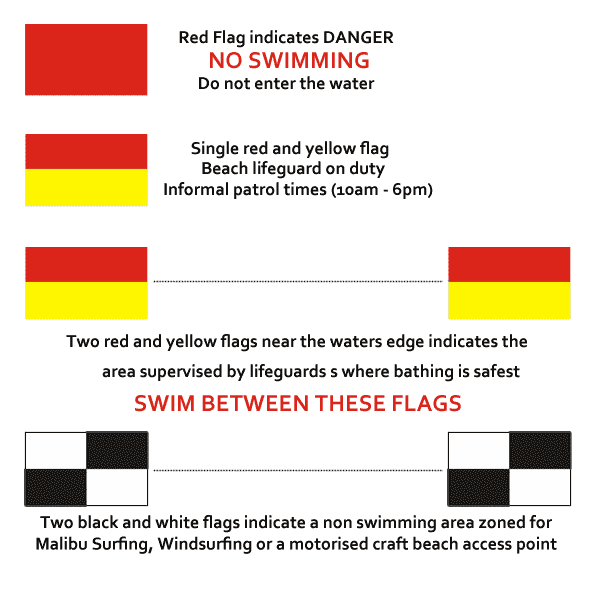 Red Flag indicates DANGER
NO SWIMMING
Do not enter the water
Single red and yellow flag
Beach lifeguard on duty
Informal patrol times (10am - 6pm)
Two red and yellow flags near the waters edge indicates the
area supervised by lifeguards s where bathing is safest
SWIM BETWEEN THESE FLAGS
Two black and white flags indicate a non swimming area zoned for
Malibu Surfing, Windsurfing or a motorised craft beach access point